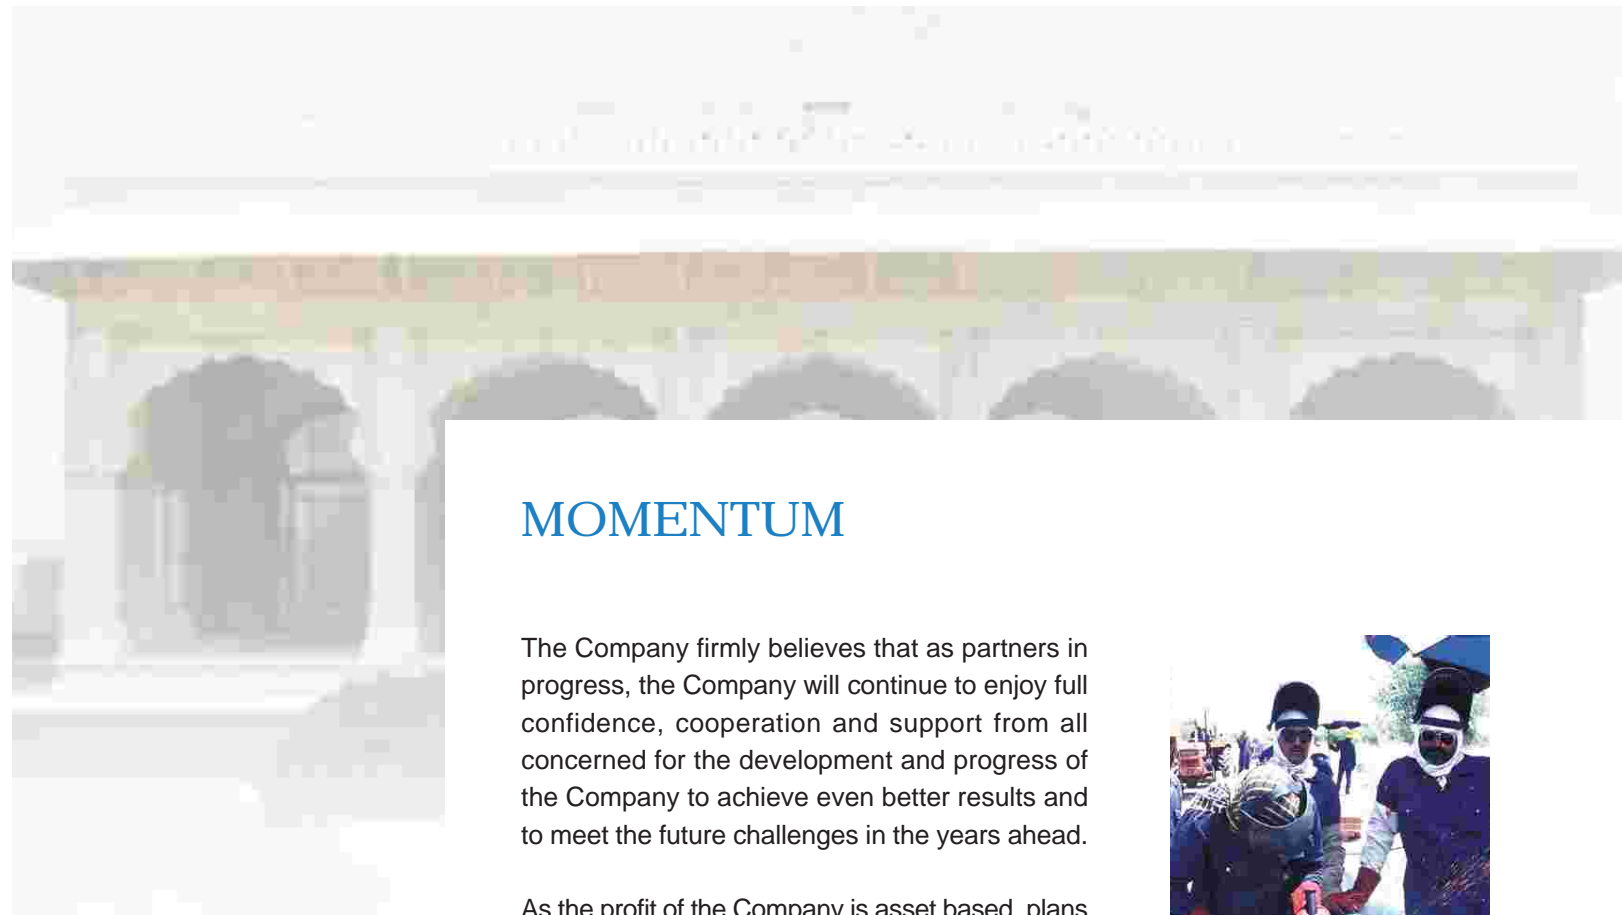 MOMENTUM
The Company firmly believes that as partners in
progress, the Company will continue to enjoy full
confidence, cooperation and support from all
concerned for the development and progress of
the Company to achieve even better results and
to meet the future challenges in the years ahead.
As the profit of the Company is asset based, plans